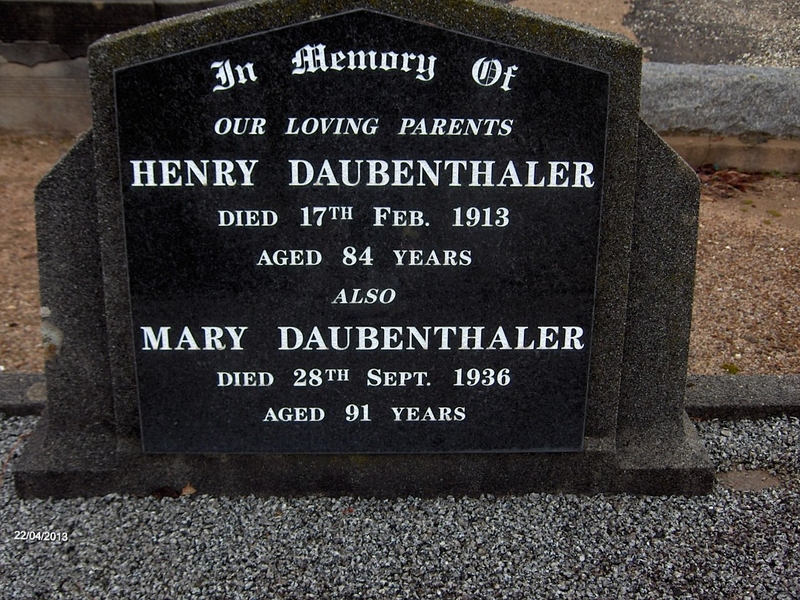 In Memory Of
OUR LOVING PARENTS
HENRY DAUBENTHALER
DIED 17TH FEB. 1913
AGED 84 YEARS
ALSO
MARY DAUBENTHALER
DIED 28TH SEPT. 1936
AGED 91 YEARS
22/04/2013